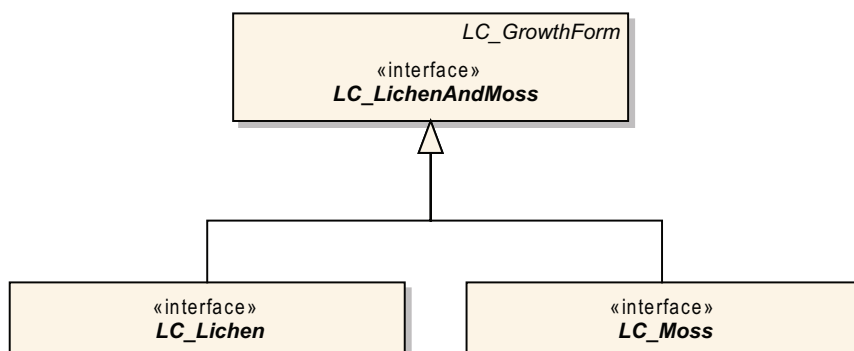 LC_GrowthForm
«interface»
LC_LichenAndMoss
«interface»
LC_Lichen
«interface»
LC_Moss